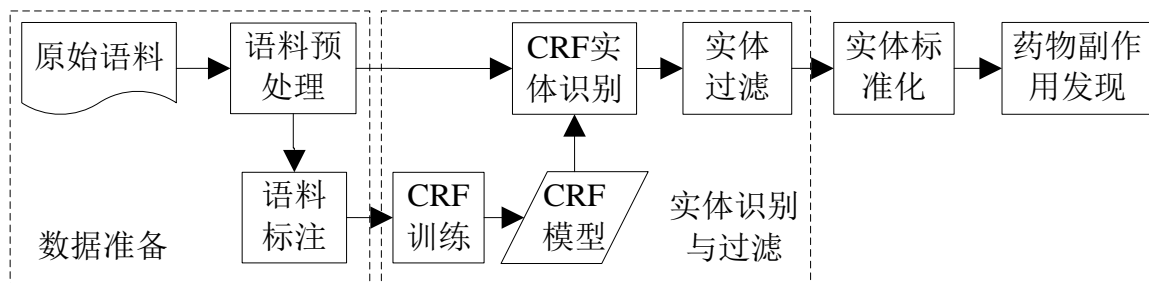 原始语料
语料预
处理
CRF实
体识别
实体
过滤
实体标
准化
药物副作
用发现
语料
标注
CRF
训练
CRF
模型
数据准备
实体识别
与过滤